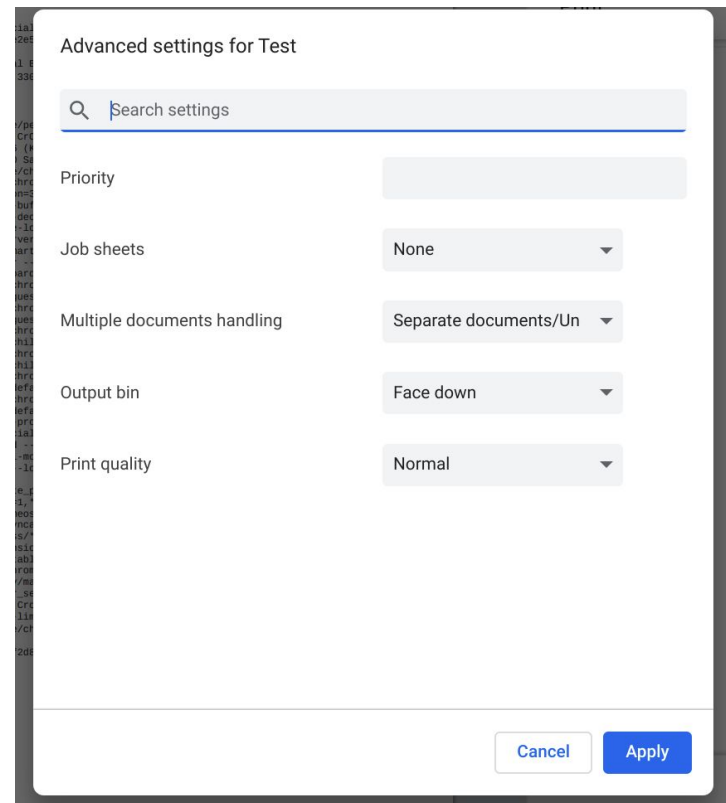 Advanced settings for Test
Search settings
Priority
Job sheets None
Multiple documents handling Separate documents/Un
Output bin Face down
Print quality Normal
Cancel Apply